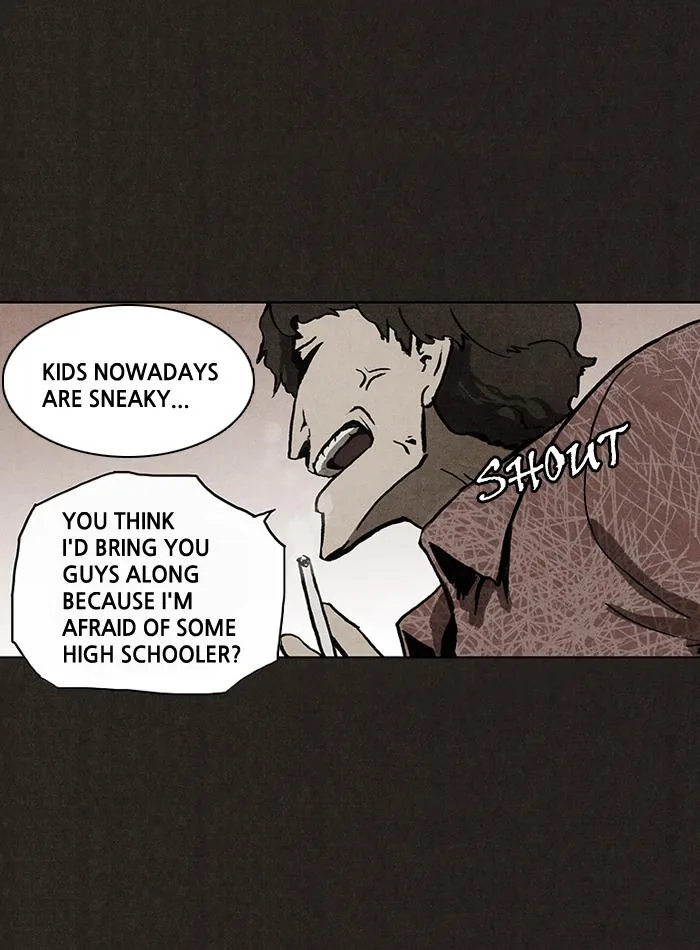 KIDS NOWADAYS
ARE SNEAKY...
SHOUT
YOU THINK
I'D BRING YOU
GUYS ALONG
BECAUSE I'M
AFRAID OF SOME
HIGH SCHOOLER?